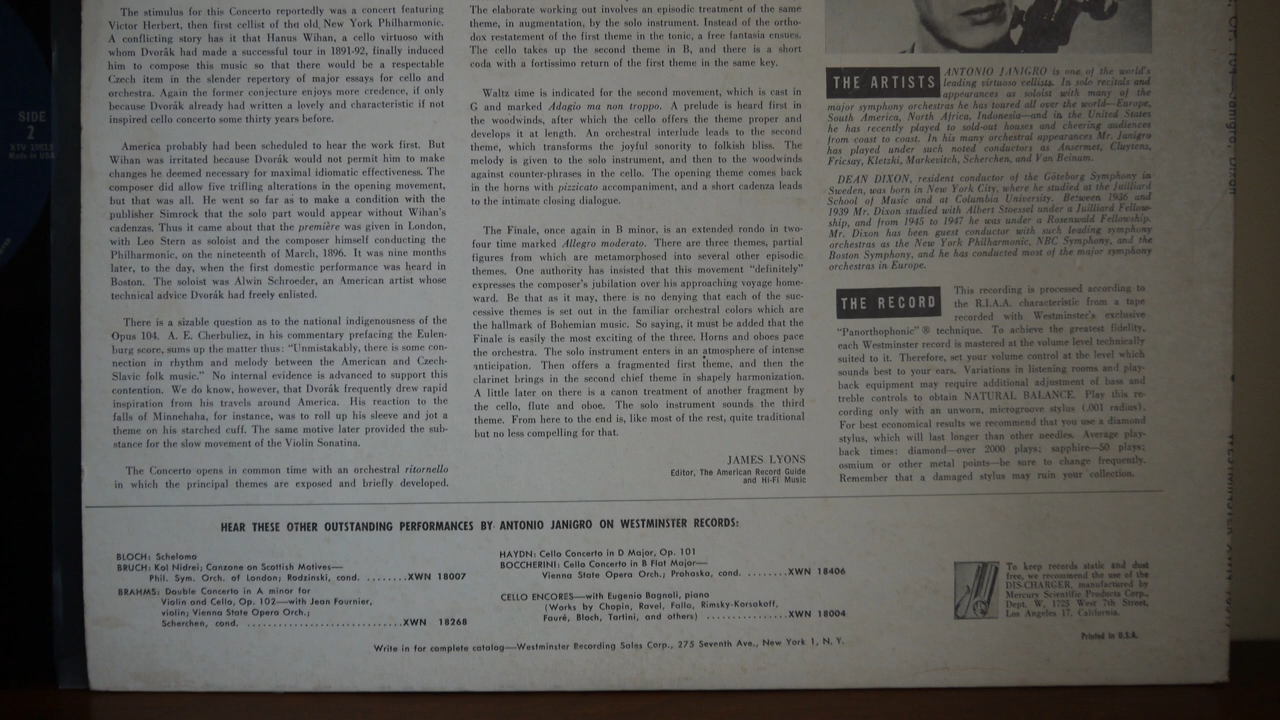 SIDE
2
Made in USA
The stimulus for this Concerto reportedly was a concert featuring
Victor Herbert, then first cellist of the old New York Philharmonic.
A conflicting story has it that Hanus Wihan, a cello virtuoso with
whom Dvorák had made a successful tour in 1891-92, finally induced
him to compose this music so that there would be a respectable
Czech item in the slender repertory of major essays for cello and
orchestra. Again the former conjecture enjoys more credence, if only
because Dvorák already had written a lovely and characteristic if not
inspired cello concerto some thirty years before.
America probably had been scheduled to hear the work first. But
Wihan was irritated because Dvorák would not permit him to make
changes he deemed necessary for maximal idiomatic effectiveness. The
composer did allow five trifling alterations in the opening movement,
but that was all. He went so far as to make a condition with the
publisher Simrock that the solo part would appear without Wihan's
cadenzas. Thus it came about that the première was given in London,
with Leo Stern as soloist and the composer himself conducting the
Philharmonic, on the nineteenth of March, 1896. It was nine months
later, to the day, when the first domestic performance was heard in
Boston. The soloist was Alwin Schroeder, an American artist whose
technical advice Dvorák had freely enlisted.
There is a sizable question as to the national indigenousness of the
Opus 104. A. E. Cherbuliez, in his commentary prefacing the Eulen-
burg score, sums up the matter thus: "Unmistakably, there is some con-
nection in rhythm and melody between the American and Czech-
Slavic folk music." No internal evidence is advanced to support this
contention. We do know, however, that Dvorák frequently drew rapid
inspiration from his travels around America. His reaction to the
falls of Minnehaha, for instance, was to roll up his sleeve and jot a
theme on his starched cuff. The same motive later provided the sub-
stance for the slow movement of the Violin Sonatina.
The Concerto opens in common time with an orchestral ritornello
in which the principal themes are exposed and briefly developed.
The elaborate working out involves an episodic treatment of the same
theme, in augmentation, by the solo instrument. Instead of the ortho-
dox restatement of the first theme in the tonic, a free fantasia ensues.
The cello takes up the second theme in B, and there is a short
coda with a fortissimo return of the first theme in the same key.
Waltz time is indicated for the second movement, which is cast in
G and marked Adagio ma non troppo. A prelude is heard first in
the woodwinds, after which the cello offers the theme proper and
develops it at length. An orchestral interlude leads to the second
theme, which transforms the joyful sonority to folkish bliss. The
melody is given to the solo instrument, and then to the woodwinds
against counter-phrases in the cello. The opening theme comes back
in the horns with pizzicato accompaniment, and a short cadenza leads
to the intimate closing dialogue.
The Finale, once again in B minor, is an extended rondo in two-
four time marked Allegro moderato. There are three themes, partial
figures from which are metamorphosed into several other episodic
themes. One authority has insisted that this movement "definitely"
expresses the composer's jubilation over his approaching voyage home-
ward. Be that as it may, there is no denying that each of the suc-
cessive themes is set out in the familiar orchestral colors which are
the hallmark of Bohemian music. So saying, it must be added that the
Finale is easily the most exciting of the three. Horns and oboes pace
the orchestra. The solo instrument enters in an atmosphere of intense
anticipation. Then offers a fragmented first theme, and then the
clarinet brings in the second chief theme in shapely harmonization.
A little later on there is a canon treatment of another fragment by
the cello, flute and oboe. The solo instrument sounds the third
theme. From here to the end is, like most of the rest, quite traditional
but no less compelling for that.
JAMES LYONS
Editor, The American Record Guide
and Hi-Fi Music
THE ARTISTS
ANTONIO JANIGRO is one of the world's
leading virtuoso cellists. In solo recitals and
appearances as soloist with many of the
major symphony orchestras he has toured all over the world—Europe,
South America, North Africa, Indonesia—and in the United States
he has recently played to sold-out houses and cheering audiences
from coast to coast. In his many orchestral appearances Mr. Janigro
has played under such noted conductors as Ansermet, Cluytens,
Fricsay, Kletzki, Markevitch, Scherchen, and Van Beinum.
DEAN DIXON, resident conductor of the Göteborg Symphony in
Sweden, was born in New York City, where he studied at the Juilliard
School of Music and at Columbia University. Between 1936 and
1939 Mr. Dixon studied with Albert Stoessel under a Juilliard Fellow-
ship, and from 1945 to 1947 he was under a Rosenwald Fellowship.
Mr. Dixon has been guest conductor with such leading symphony
orchestras as the New York Philharmonic, NBC Symphony, and the
Boston Symphony, and he has conducted most of the major symphony
orchestras in Europe.
THE RECORD
This recording is processed according to
the R.I.A.A. characteristic from a tape
recorded with Westminster's exclusive
"Panorthophonic" ® technique. To achieve the greatest fidelity,
each Westminster record is mastered at the volume level technically
suited to it. Therefore, set your volume control at the level which
sounds best to your ears. Variations in listening rooms and play-
back equipment may require additional adjustment of bass and
treble controls to obtain NATURAL BALANCE. Play this re-
cording only with an unworn, microgroove stylus (.001 radius).
For best economical results we recommend that you use a diamond
stylus, which will last longer than other needles. Average play-
back times: diamond—over 2000 plays; sapphire—50 plays;
osmium or other metal points—be sure to change frequently.
Remember that a damaged stylus may ruin your collection.
HEAR THESE OTHER OUTSTANDING PERFORMANCES BY ANTONIO JANIGRO ON WESTMINSTER RECORDS:
BLOCH: Schelomo
BRUCH: Kol Nidrei; Canzone on Scottish Motives—
Phil. Sym. Orch. of London; Rodzinski, cond. ........XWN 18007
BRAHMS: Double Concerto in A minor for
Violin and Cello, Op. 102—with Jean Fournier,
violin; Vienna State Opera Orch.;
Scherchen, cond. ..............................XWN 18268
HAYDN: Cello Concerto in D Major, Op. 101
BOCCHERINI: Cello Concerto in B Flat Major—
Vienna State Opera Orch.; Prohaska, cond. ........XWN 18406
CELLO ENCORES—with Eugenio Bagnoli, piano
(Works by Chopin, Ravel, Falla, Rimsky-Korsakoff,
Fauré, Bloch, Tartini, and others) ................XWN 18004
Write in for complete catalog—Westminster Recording Sales Corp., 275 Seventh Ave., New York 1, N. Y.
To keep records static and dust
free, we recommend the use of the
DIS-CHARGER, manufactured by
Mercury Scientific Products Corp.,
Dept. W, 1725 West 7th Street,
Los Angeles 17, California.
Printed in U.S.A.